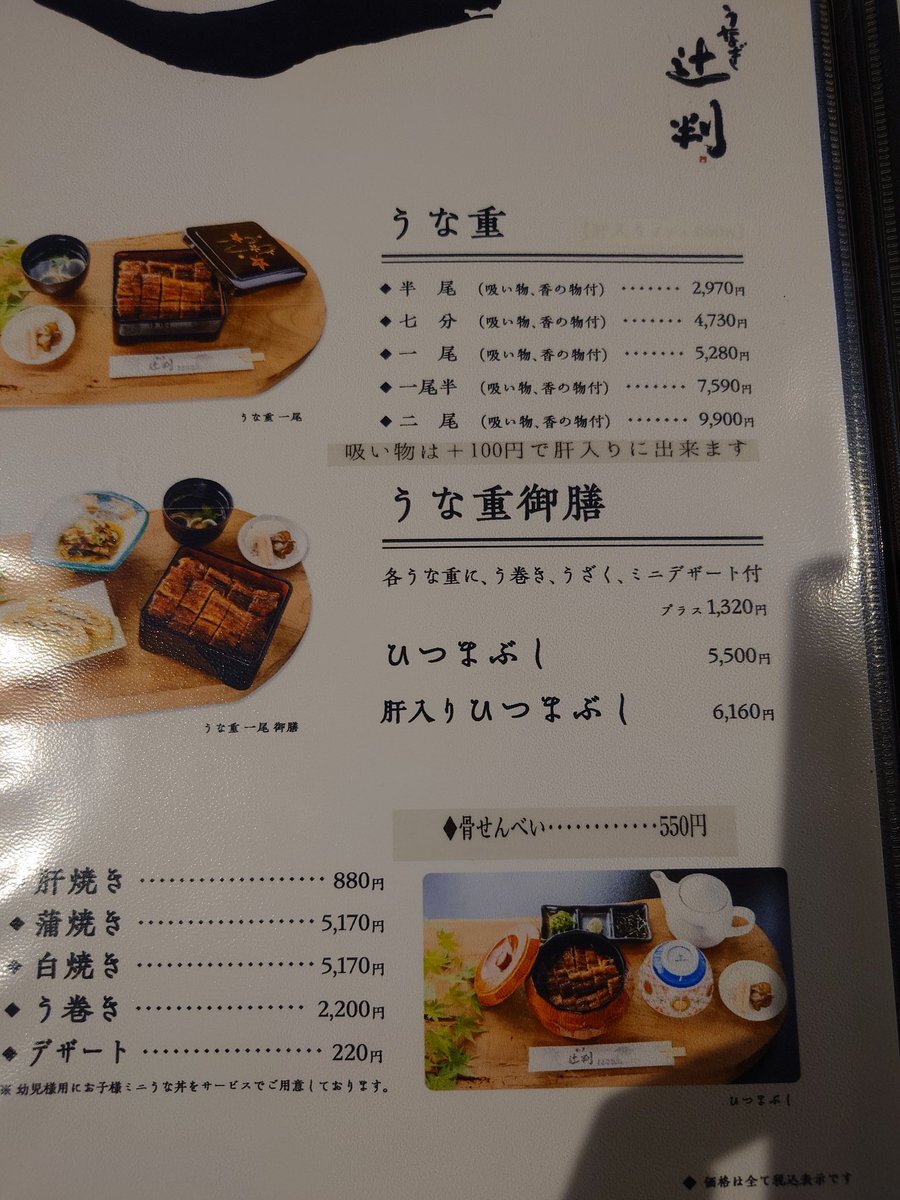 うなぎ
辻判
うな重
◆半 尾 (吸い物、香の物付) ······· 2,970円
◆七 分 (吸い物、香の物付) ······· 4,730円
◆一 尾 (吸い物、香の物付) ······· 5,280円
◆一尾半 (吸い物、香の物付) ······· 7,590円
◆二 尾 (吸い物、香の物付) ······· 9,900円
吸い物は+100円で肝入りに出来ます
うな重 一尾
うな重御膳
各うな重に、う巻き、うざく、ミニデザート付
プラス1,320円
ひつまぶし 5,500円
肝入りひつまぶし 6,160円
うな重 一尾 御膳
◆骨せんべい············550円
肝焼き ··················· 880円
◆蒲焼き ··················· 5,170円
◆白焼き ··················· 5,170円
◆う巻き ················· 2,200円
◆デザート ·················· 220円
※ 幼児様用にお子様ミニうな丼をサービスでご用意しております。
辻判
辻判
ひつまぶし
◆ 価格は全て税込表示です